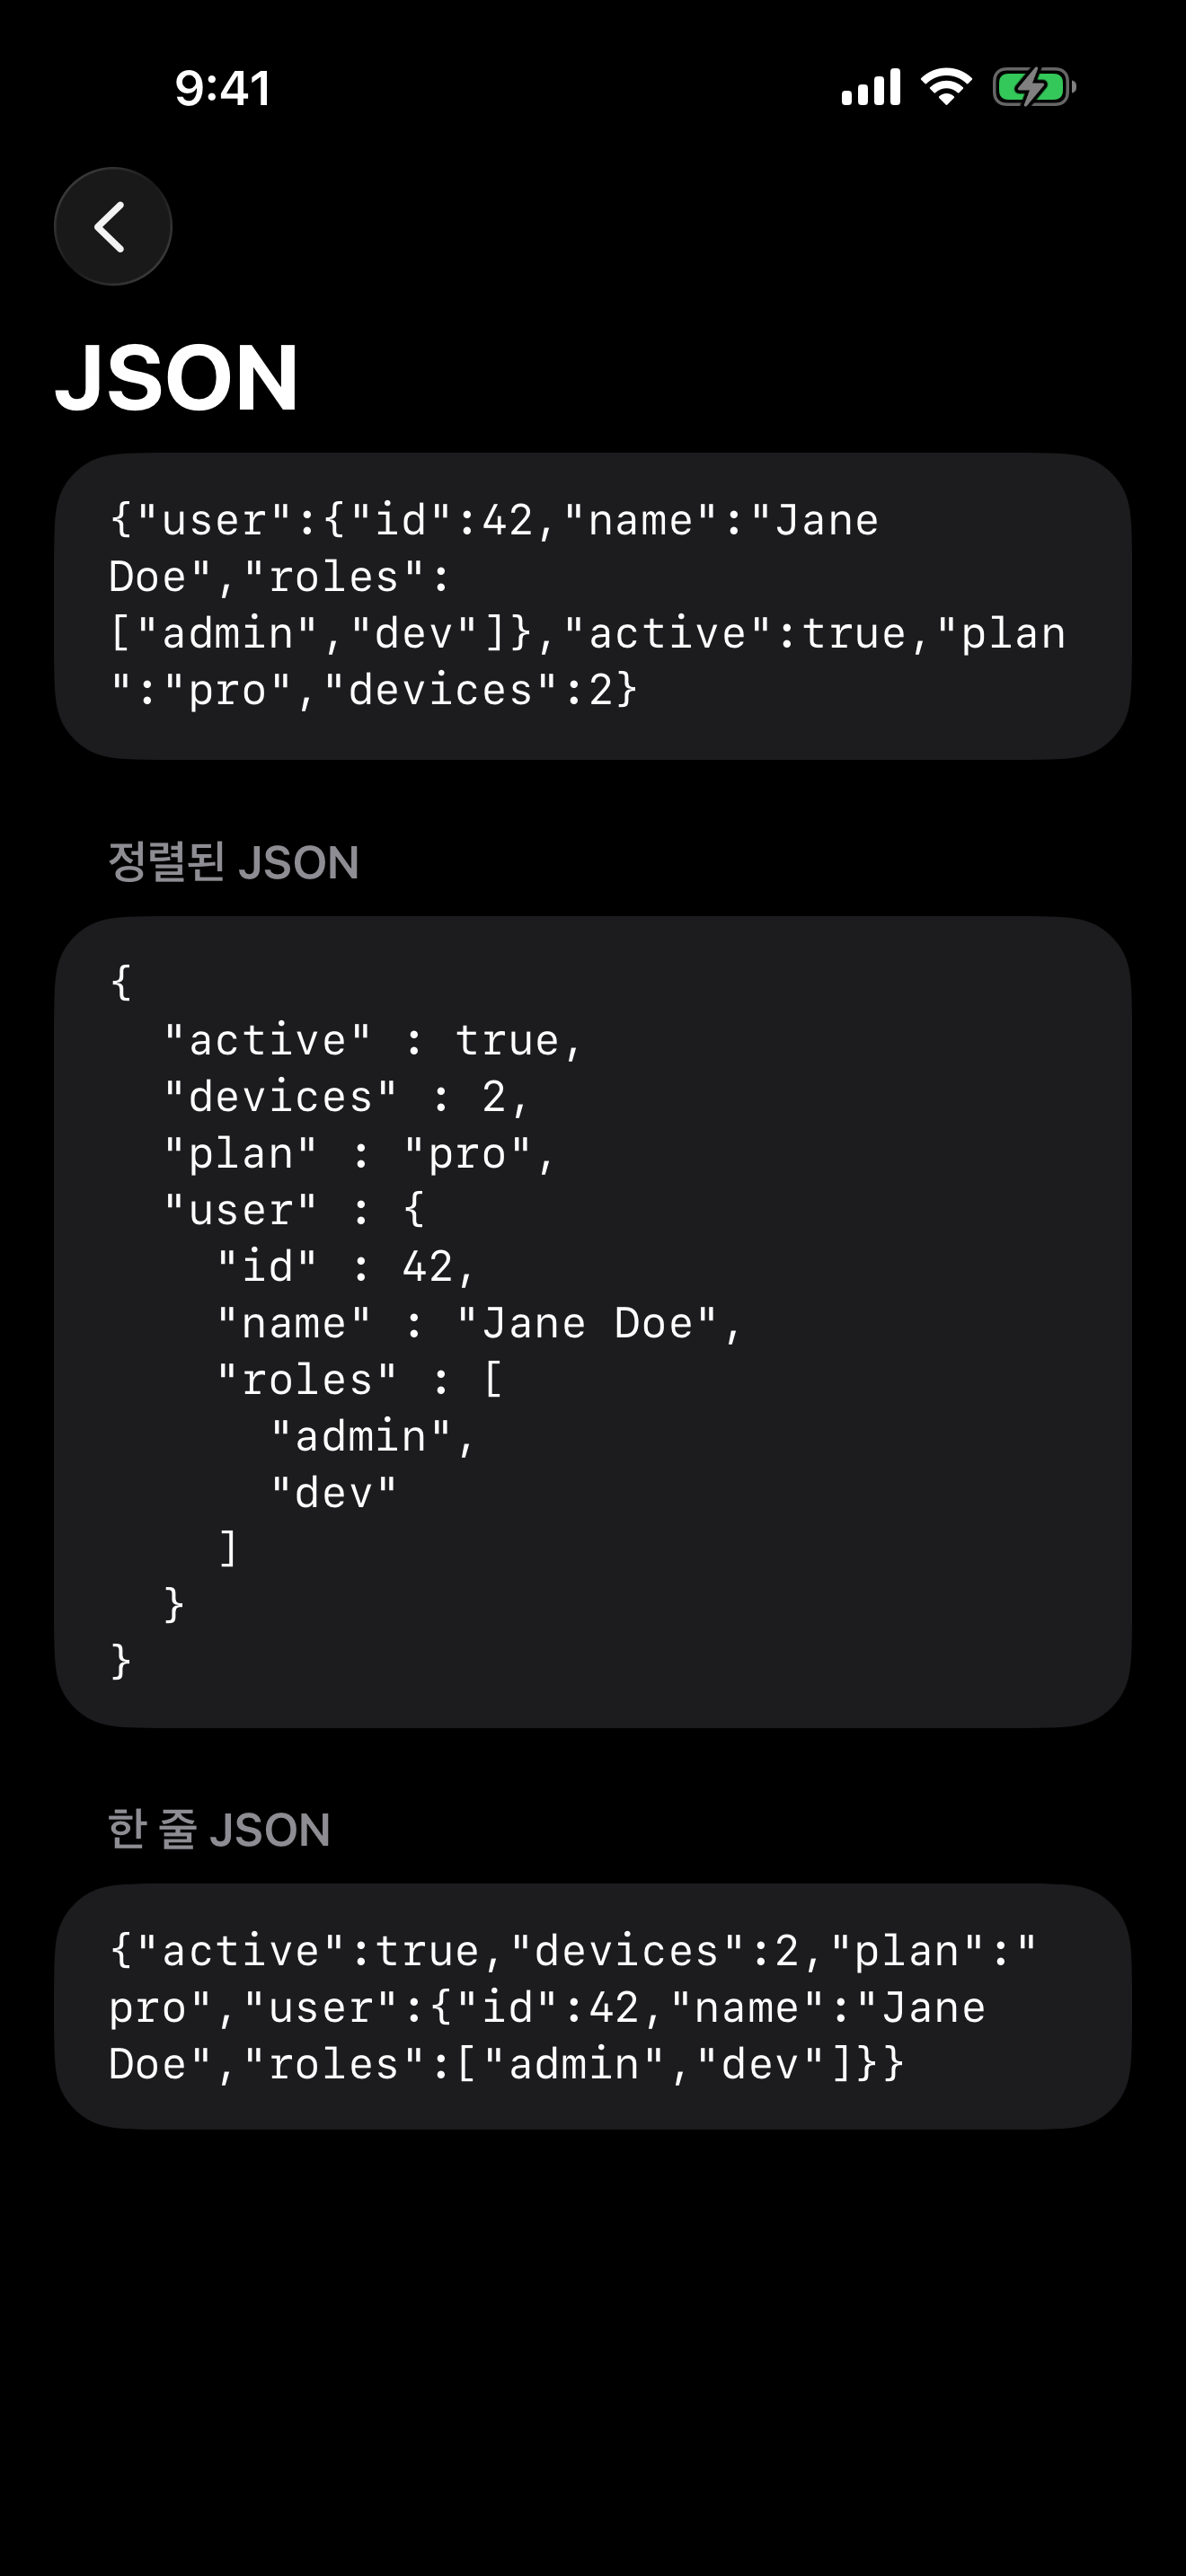 9:41
JSON
{"user":{"id":42,"name":"Jane
Doe","roles":
["admin","dev"]},"active":true,"plan
":"pro","devices":2}
정렬된 JSON
{
  "active" : true,
  "devices" : 2,
  "plan" : "pro",
  "user" : {
    "id" : 42,
    "name" : "Jane Doe",
    "roles" : [
      "admin",
      "dev"
    ]
  }
}
한 줄 JSON
{"active":true,"devices":2,"plan":"
pro","user":{"id":42,"name":"Jane
Doe","roles":["admin","dev"]}}